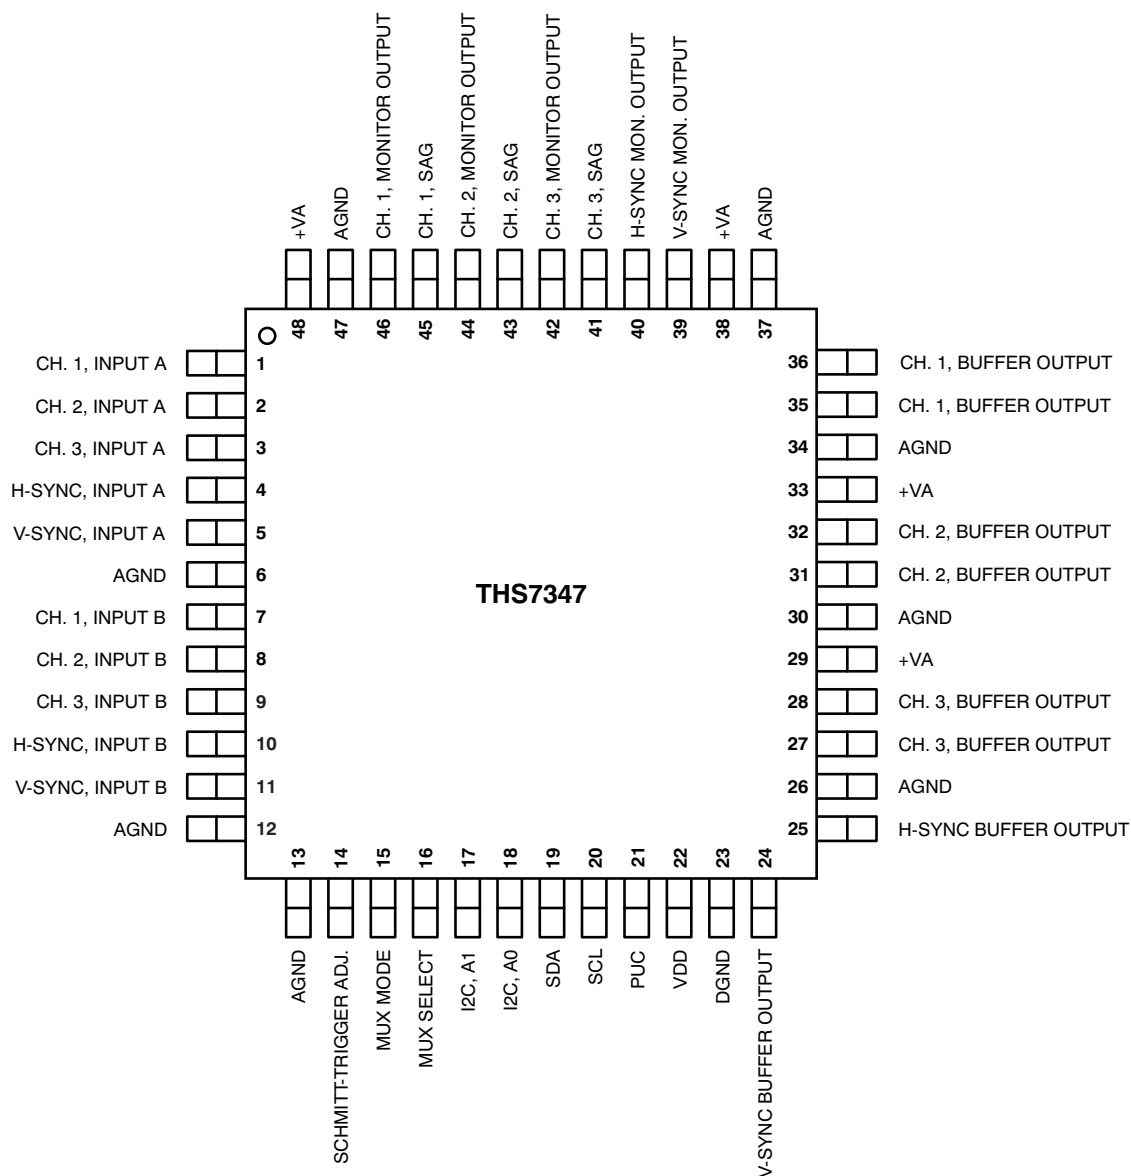 +VA
AGND
CH. 1, MONITOR OUTPUT
CH. 1, SAG
CH. 2, MONITOR OUTPUT
CH. 2, SAG
CH. 3, MONITOR OUTPUT
CH. 3, SAG
H-SYNC MON. OUTPUT
V-SYNC MON. OUTPUT
+VA
AGND
48
47
46
45
44
43
42
41
40
39
38
37
CH. 1, INPUT A
1
CH. 2, INPUT A
2
CH. 3, INPUT A
3
H-SYNC, INPUT A
4
V-SYNC, INPUT A
5
AGND
6
CH. 1, INPUT B
7
CH. 2, INPUT B
8
CH. 3, INPUT B
9
H-SYNC, INPUT B
10
V-SYNC, INPUT B
11
AGND
12
THS7347
36
CH. 1, BUFFER OUTPUT
35
CH. 1, BUFFER OUTPUT
34
AGND
33
+VA
32
CH. 2, BUFFER OUTPUT
31
CH. 2, BUFFER OUTPUT
30
AGND
29
+VA
28
CH. 3, BUFFER OUTPUT
27
CH. 3, BUFFER OUTPUT
26
AGND
25
H-SYNC BUFFER OUTPUT
13
14
15
16
17
18
19
20
21
22
23
24
AGND
SCHMITT-TRIGGER ADJ.
MUX MODE
MUX SELECT
I2C, A1
I2C, A0
SDA
SCL
PUC
VDD
DGND
V-SYNC BUFFER OUTPUT